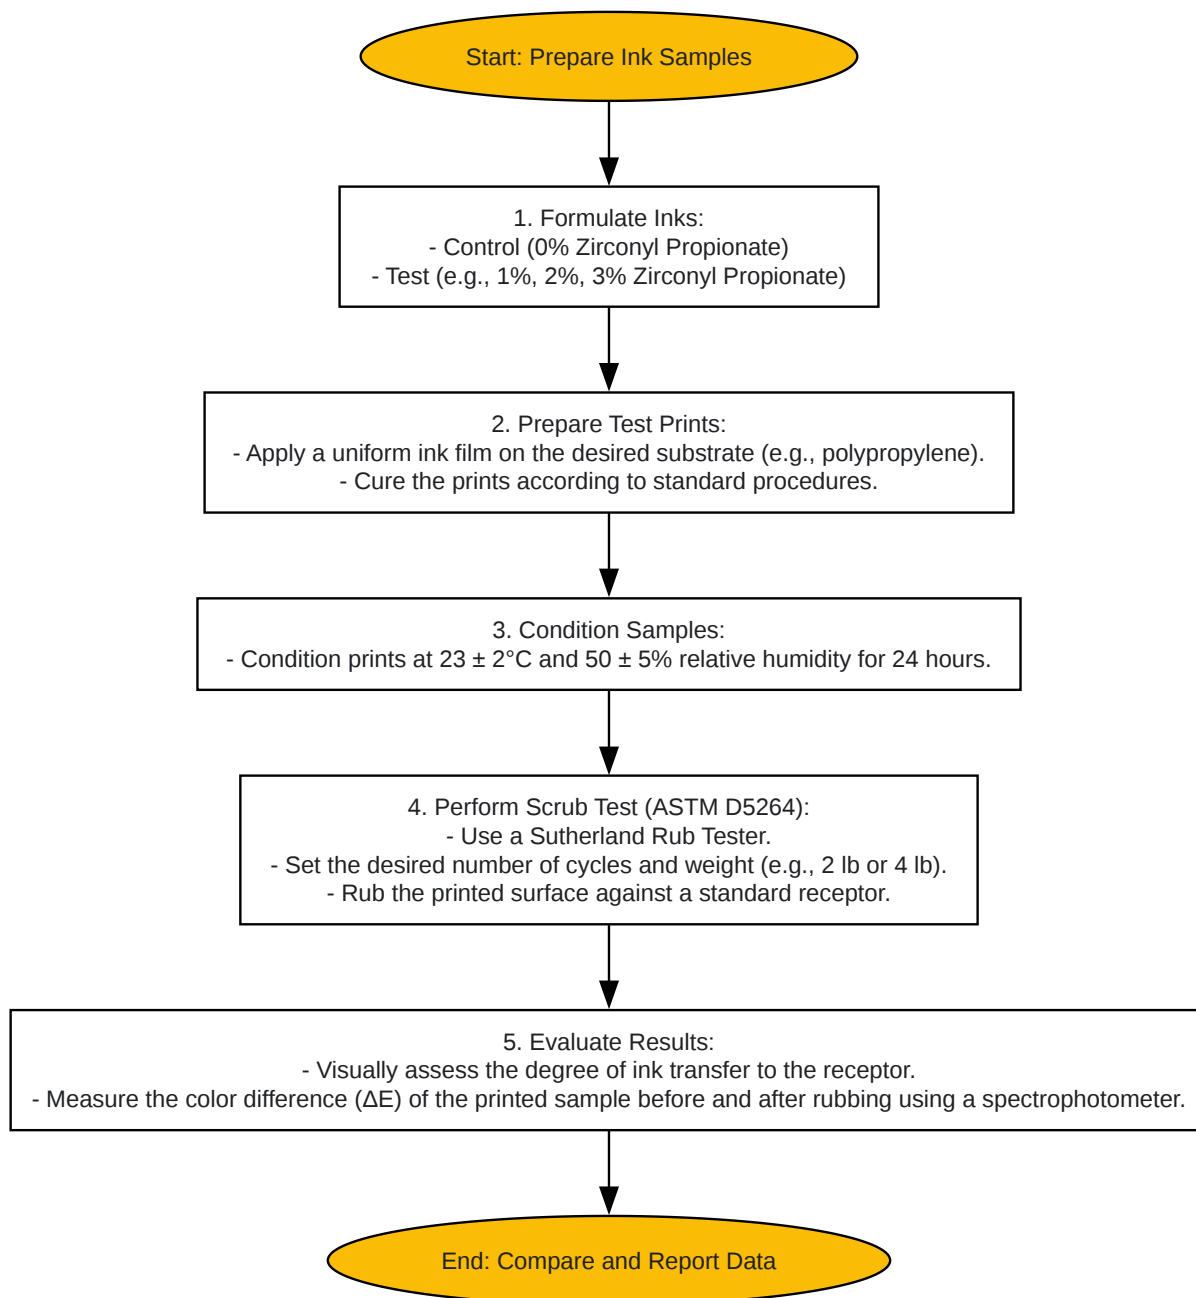 Start: Prepare Ink Samples
1. Formulate Inks:
- Control (0% Zirconyl Propionate)
- Test (e.g., 1%, 2%, 3% Zirconyl Propionate)
2. Prepare Test Prints:
- Apply a uniform ink film on the desired substrate (e.g., polypropylene).
- Cure the prints according to standard procedures.
3. Condition Samples:
- Condition prints at 23 ± 2°C and 50 ± 5% relative humidity for 24 hours.
4. Perform Scrub Test (ASTM D5264):
- Use a Sutherland Rub Tester.
- Set the desired number of cycles and weight (e.g., 2 lb or 4 lb).
- Rub the printed surface against a standard receptor.
5. Evaluate Results:
- Visually assess the degree of ink transfer to the receptor.
- Measure the color difference (ΔE) of the printed sample before and after rubbing using a spectrophotometer.
End: Compare and Report Data